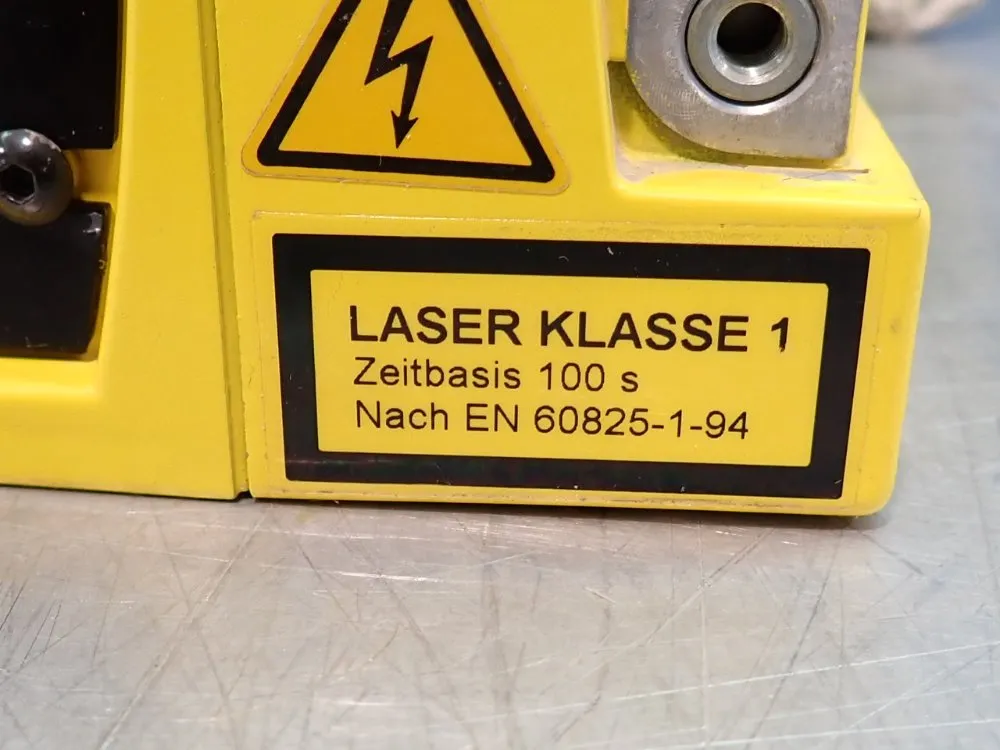 LASER KLASSE 1
Zeitbasis 100 s
Nach EN 60825-1-94